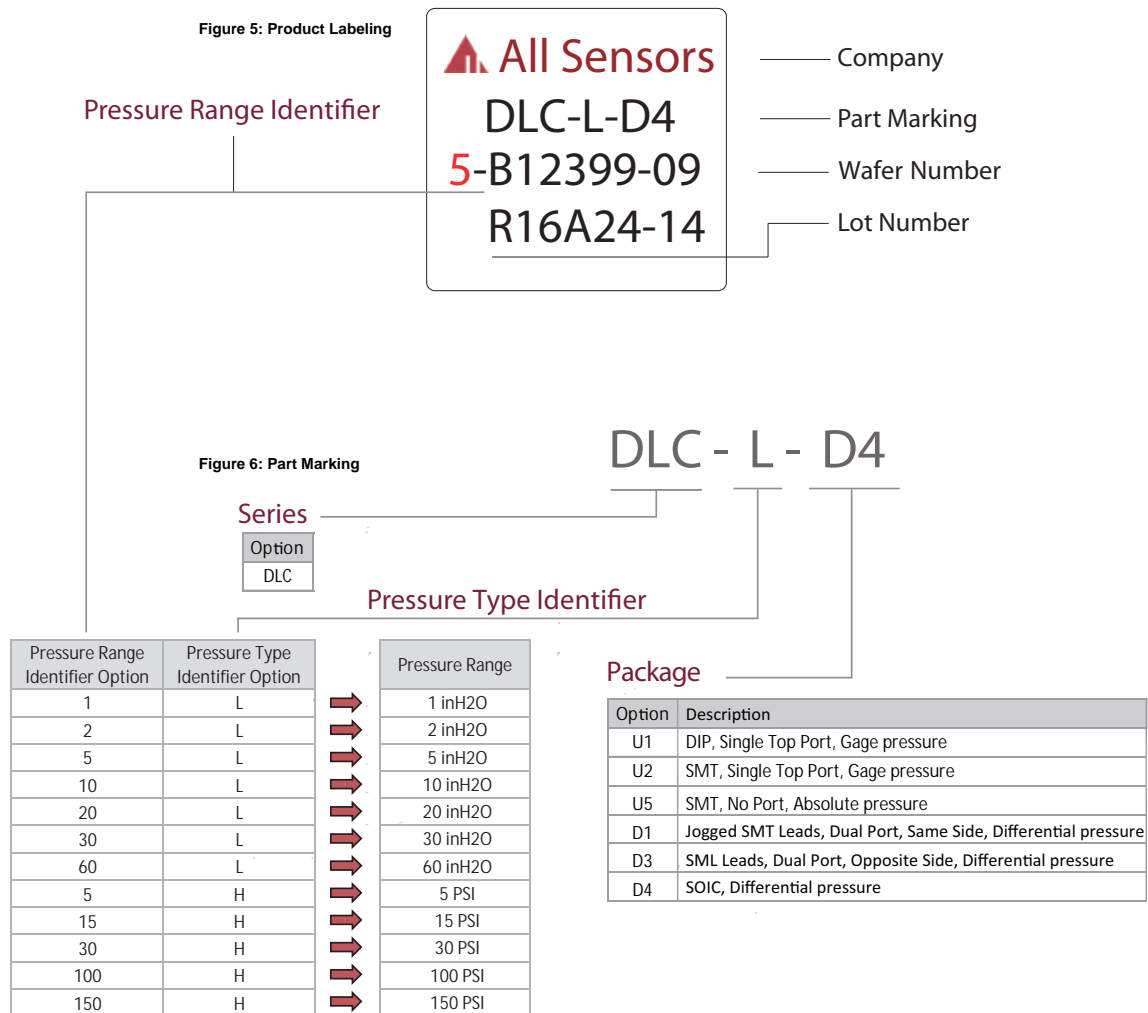 Figure 5: Product Labeling
All Sensors
DLC-L-D4
5-B12399-09
R16A24-14
Company
Part Marking
Wafer Number
Lot Number
Pressure Range Identifier
Figure 6: Part Marking
DLC - L - D4
Series
Option
DLC
Pressure Type Identifier
Pressure Range Identifier Option Pressure Type Identifier Option Pressure Range
1 L 1 inH2O
2 L 2 inH2O
5 L 5 inH2O
10 L 10 inH2O
20 L 20 inH2O
30 L 30 inH2O
60 L 60 inH2O
5 H 5 PSI
15 H 15 PSI
30 H 30 PSI
100 H 100 PSI
150 H 150 PSI
Package
Option Description
U1 DIP, Single Top Port, Gage pressure
U2 SMT, Single Top Port, Gage pressure
U5 SMT, No Port, Absolute pressure
D1 Jogged SMT Leads, Dual Port, Same Side, Differential pressure
D3 SML Leads, Dual Port, Opposite Side, Differential pressure
D4 SOIC, Differential pressure